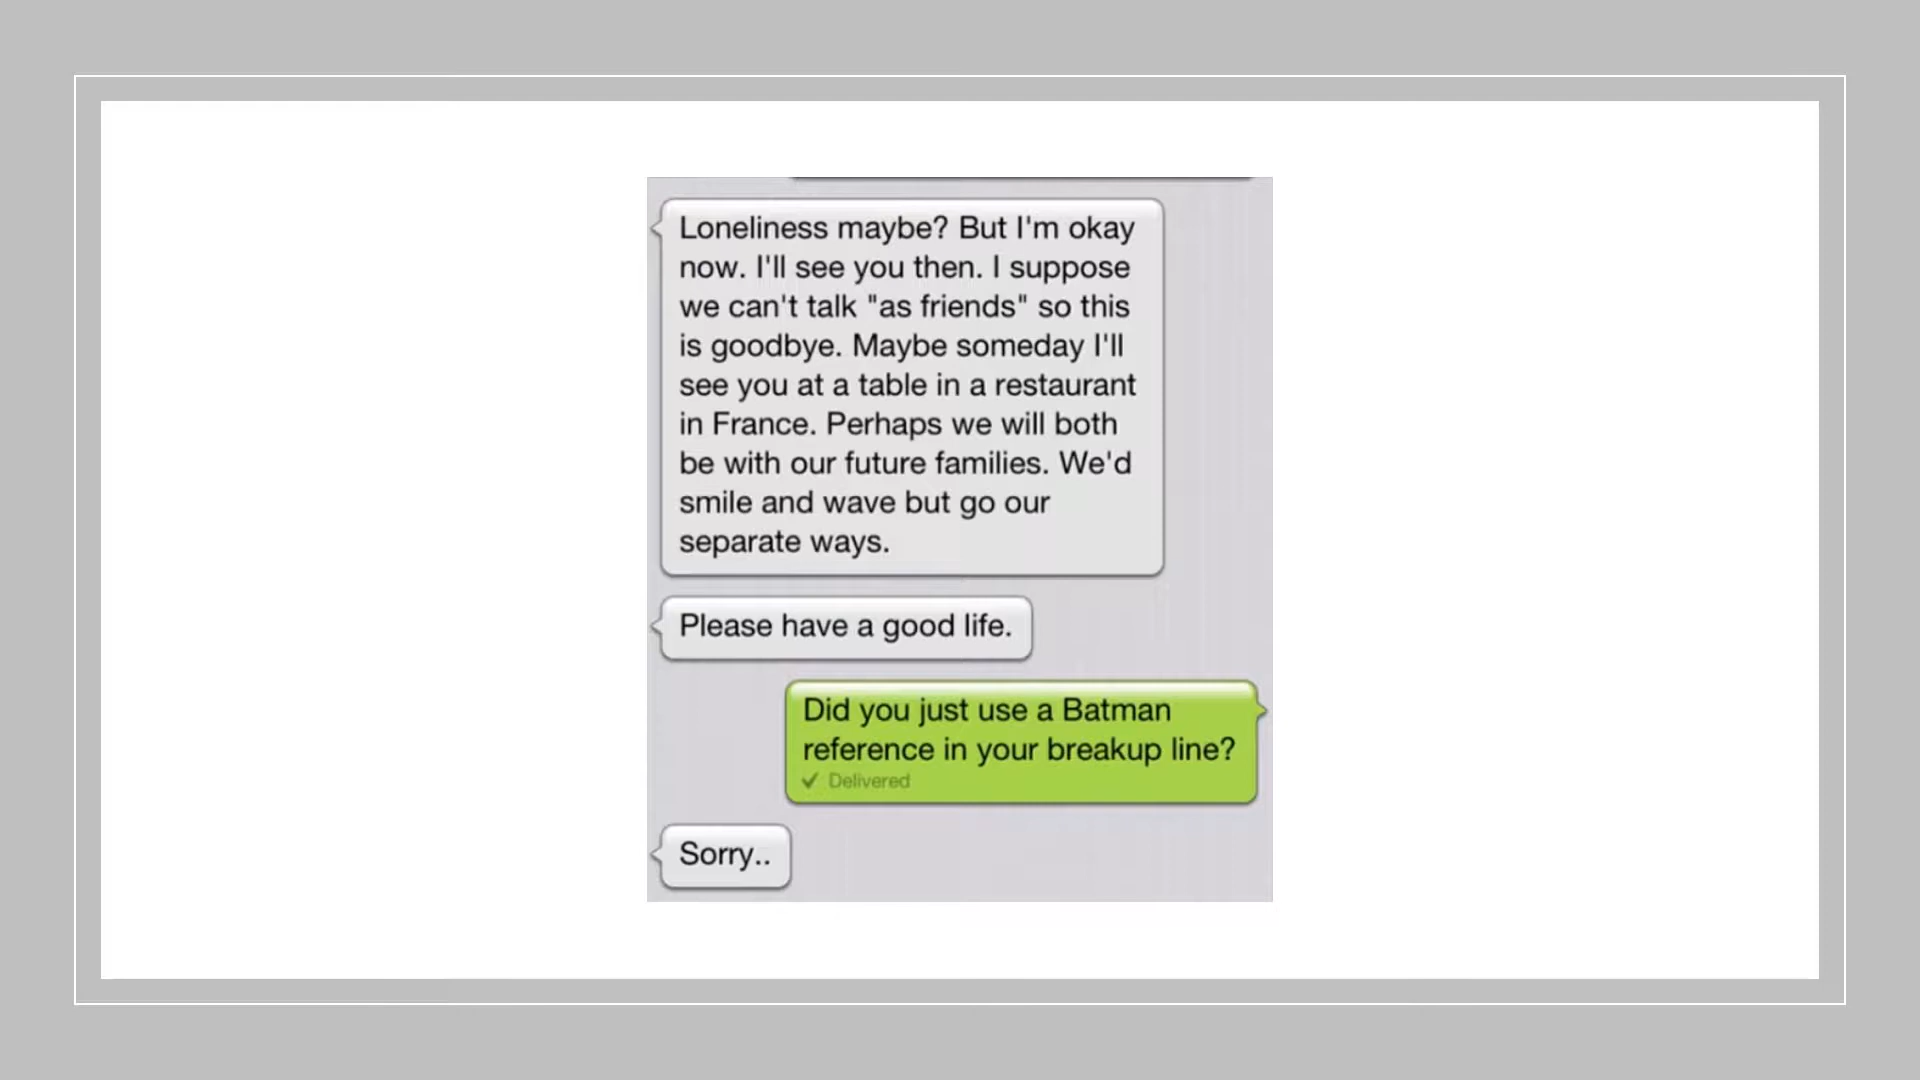 Loneliness maybe? But I'm okay
now. I'll see you then. I suppose
we can't talk "as friends" so this
is goodbye. Maybe someday I'll
see you at a table in a restaurant
in France. Perhaps we will both
be with our future families. We'd
smile and wave but go our
separate ways.
Please have a good life.
Did you just use a Batman
reference in your breakup line?
✓ Delivered
Sorry..